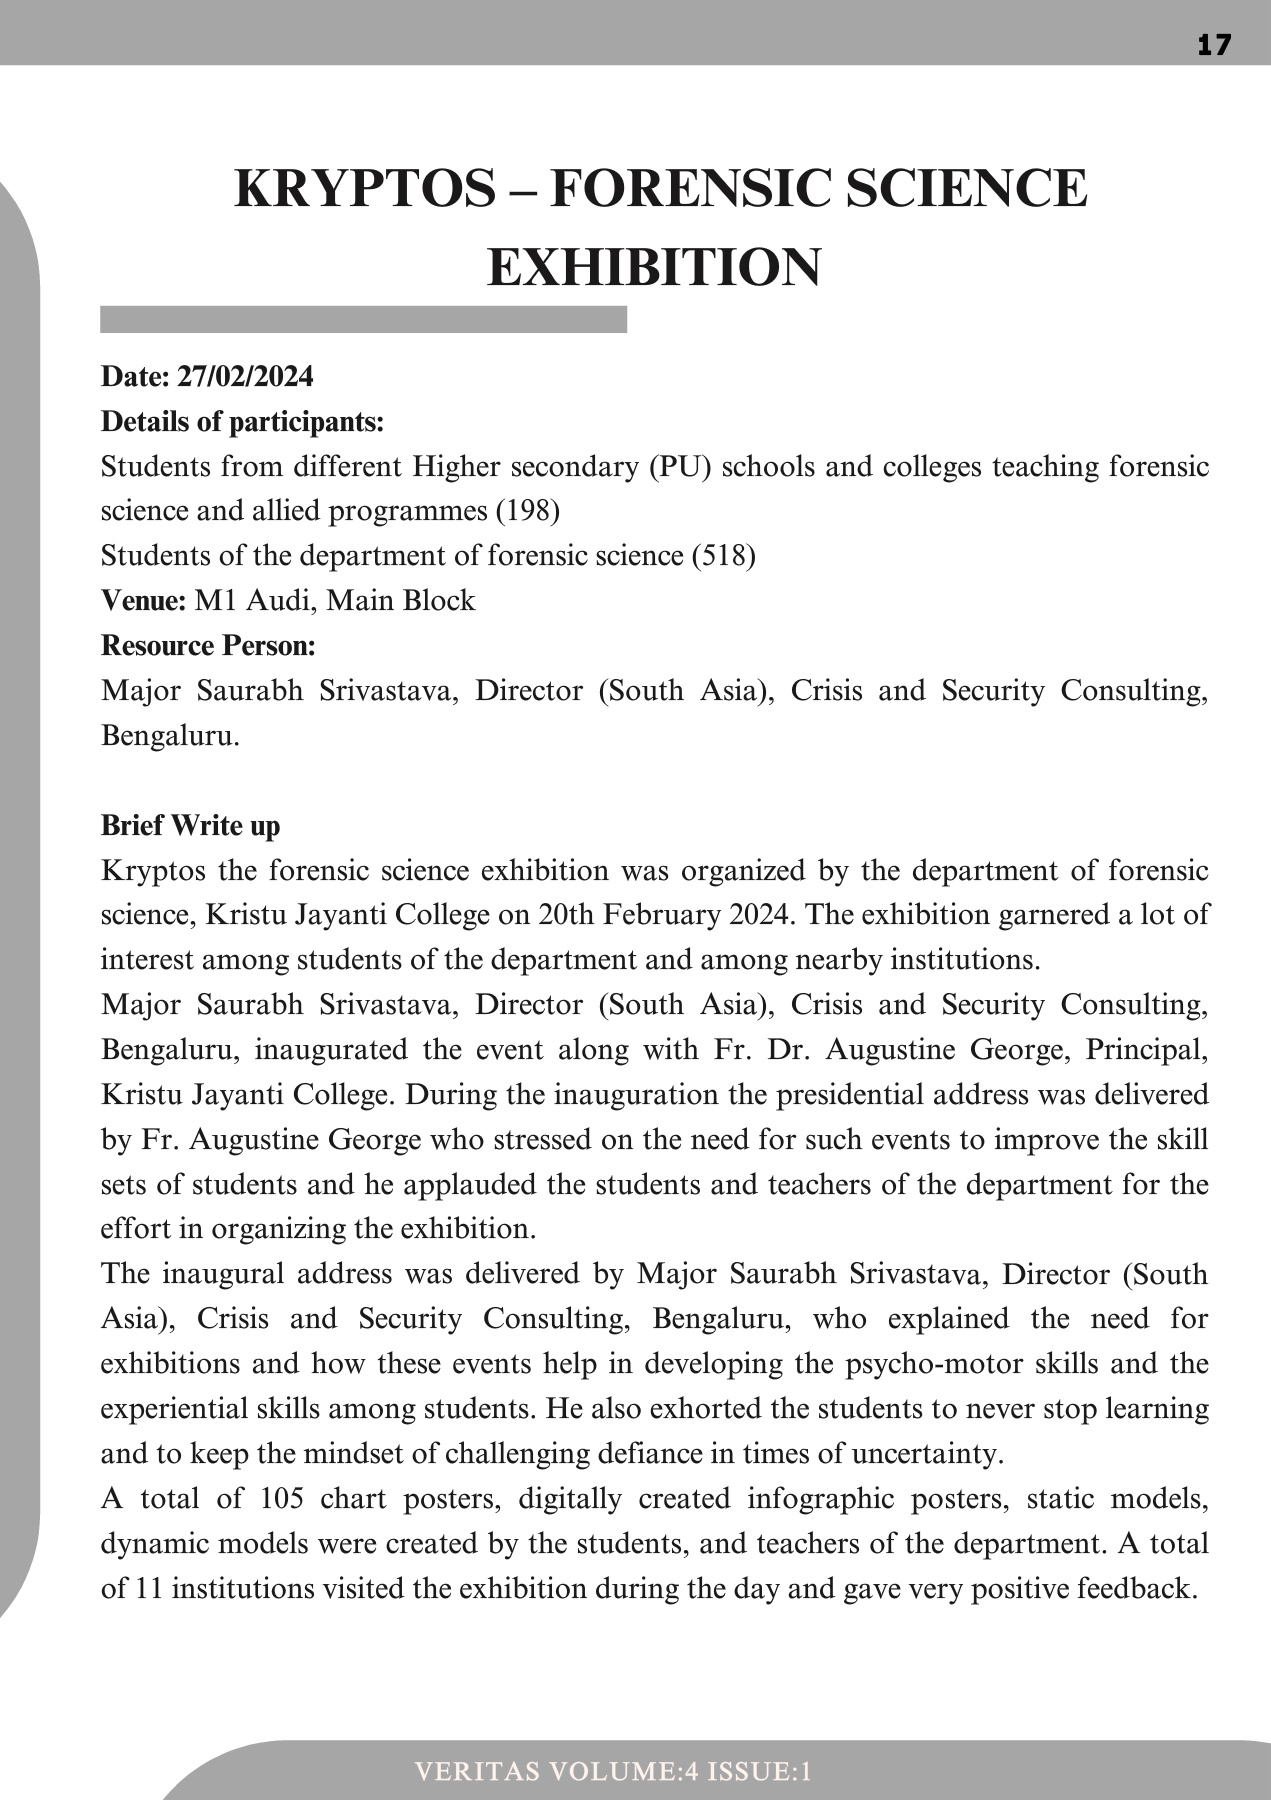 17
KRYPTOS – FORENSIC SCIENCE
EXHIBITION
Date: 27/02/2024
Details of participants:
Students from different Higher secondary (PU) schools and colleges teaching forensic
science and allied programmes (198)
Students of the department of forensic science (518)
Venue: M1 Audi, Main Block
Resource Person:
Major Saurabh Srivastava, Director (South Asia), Crisis and Security Consulting,
Bengaluru.
Brief Write up
Kryptos the forensic science exhibition was organized by the department of forensic
science, Kristu Jayanti College on 20th February 2024. The exhibition garnered a lot of
interest among students of the department and among nearby institutions.
Major Saurabh Srivastava, Director (South Asia), Crisis and Security Consulting,
Bengaluru, inaugurated the event along with Fr. Dr. Augustine George, Principal,
Kristu Jayanti College. During the inauguration the presidential address was delivered
by Fr. Augustine George who stressed on the need for such events to improve the skill
sets of students and he applauded the students and teachers of the department for the
effort in organizing the exhibition.
The inaugural address was delivered by Major Saurabh Srivastava, Director (South
Asia), Crisis and Security Consulting, Bengaluru, who explained the need for
exhibitions and how these events help in developing the psycho-motor skills and the
experiential skills among students. He also exhorted the students to never stop learning
and to keep the mindset of challenging defiance in times of uncertainty.
A total of 105 chart posters, digitally created infographic posters, static models,
dynamic models were created by the students, and teachers of the department. A total
of 11 institutions visited the exhibition during the day and gave very positive feedback.
VERITAS VOLUME:4 ISSUE:1